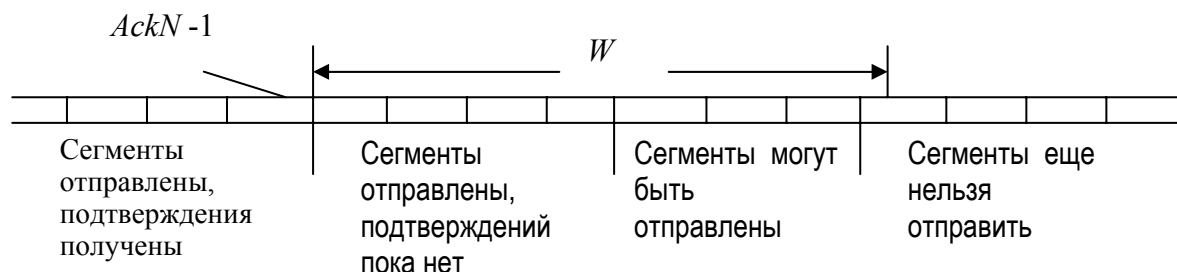 AckN -1
W
Сегменты
отправлены,
подтверждения
получены
Сегменты
отправлены,
подтверждений
пока нет
Сегменты могут
быть
отправлены
Сегменты еще
нельзя
отправить